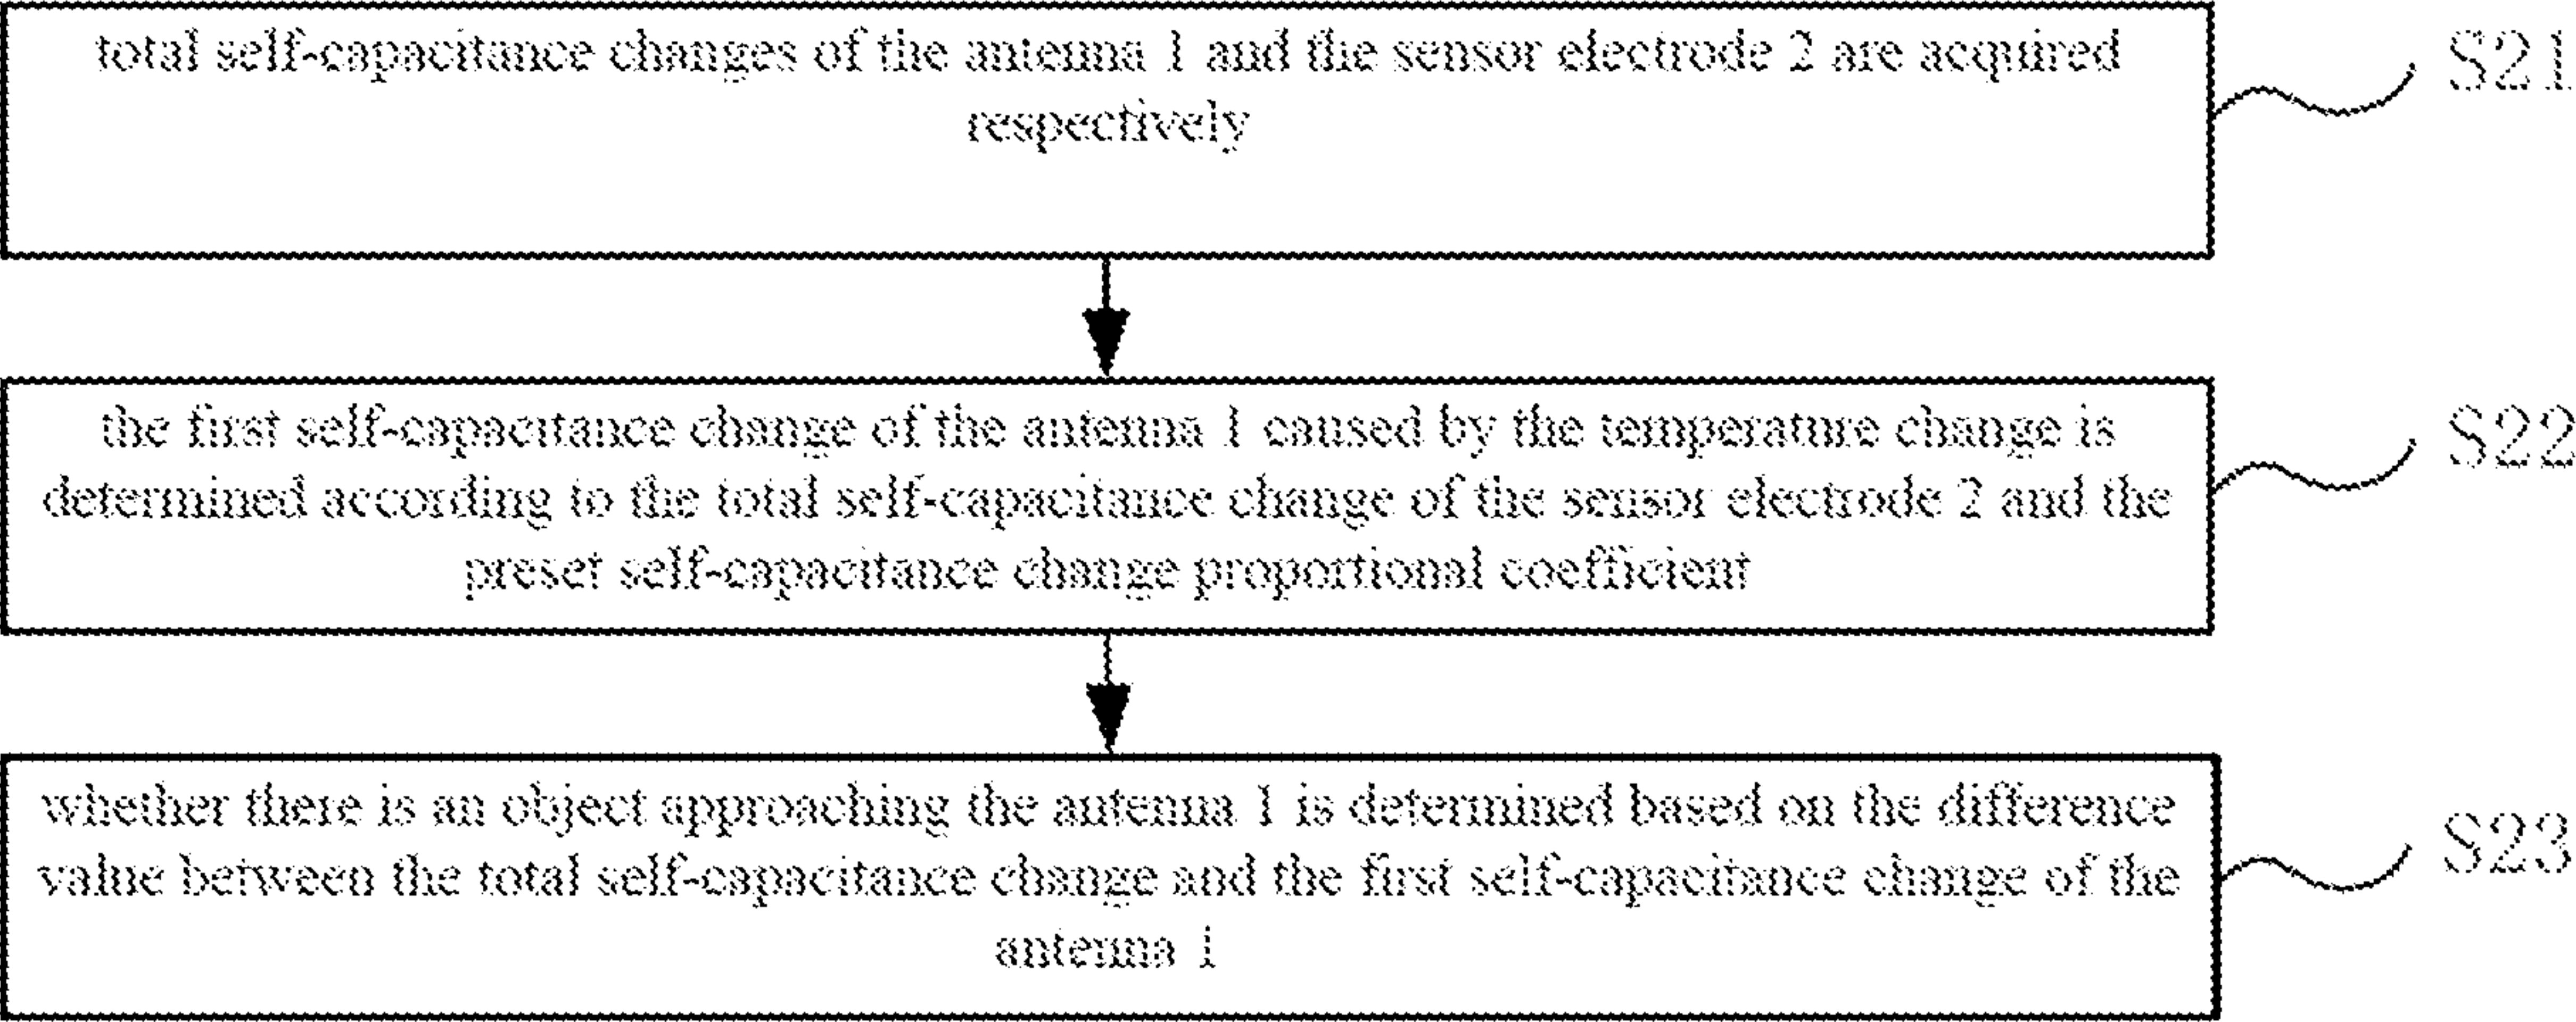 total self-capacitance changes of the antenna 1 and the sensor electrode 2 are acquired
respectively
S21
the first self-capacitance change of the antenna 1 caused by the temperature change is
determined according to the total self-capacitance change of the sensor electrode 2 and the
preset self-capacitance change proportional coefficient
S22
whether there is an object approaching the antenna 1 is determined based on the difference
value between the total self-capacitance change and the first self-capacitance change of the
antenna 1
S23